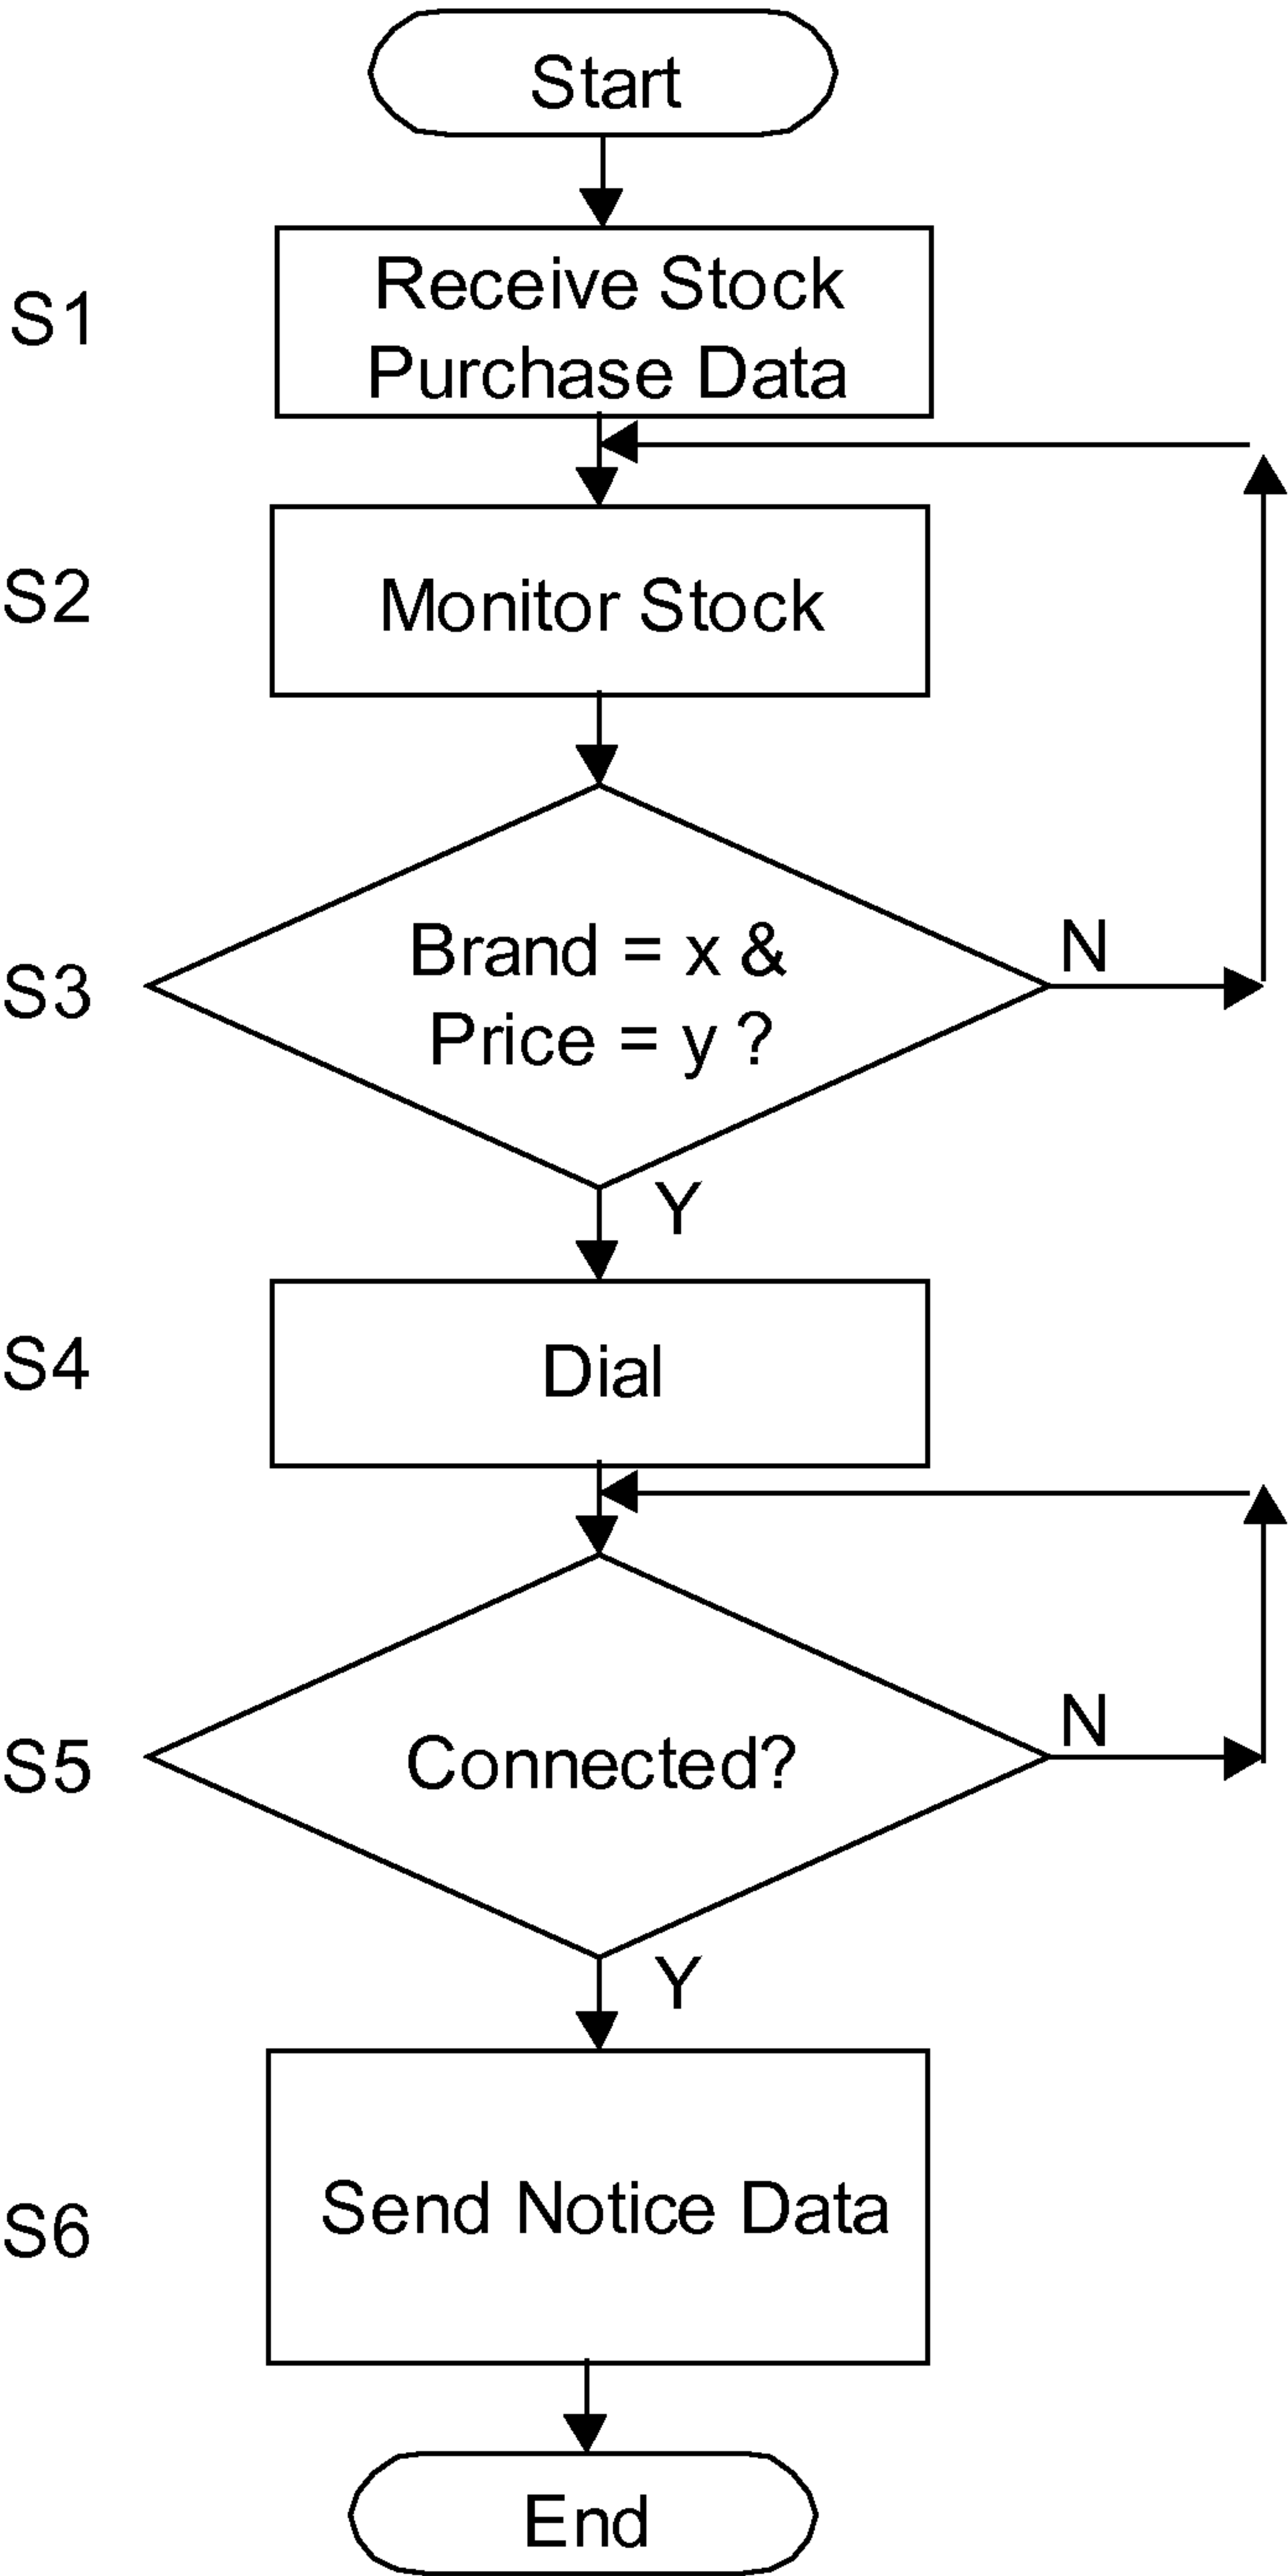 Start
S1
Receive Stock
Purchase Data
S2
Monitor Stock
S3
Brand = x &
Price = y ?
N
Y
S4
Dial
S5
Connected?
N
Y
S6
Send Notice Data
End